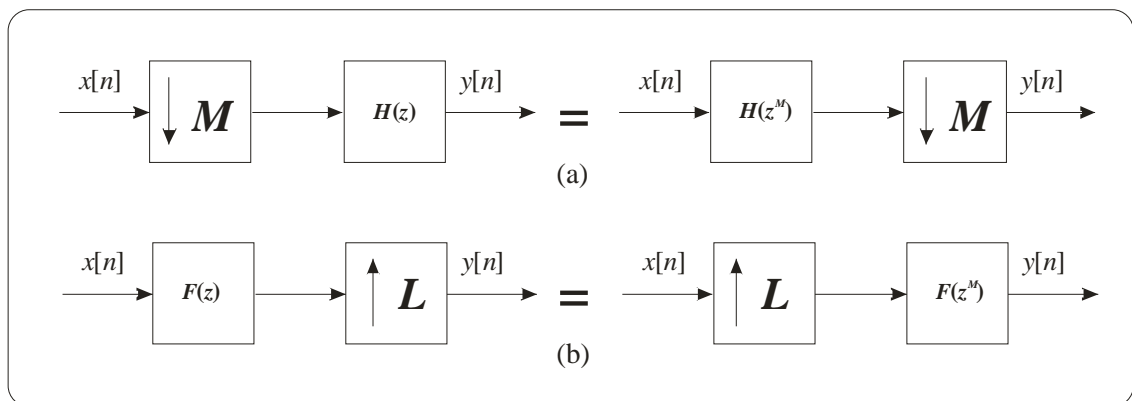 x[n] ↓ M H(z) y[n] = x[n] H(z^M) ↓ M y[n]
(a)
x[n] F(z) ↑ L y[n] = x[n] ↑ L F(z^M) y[n]
(b)